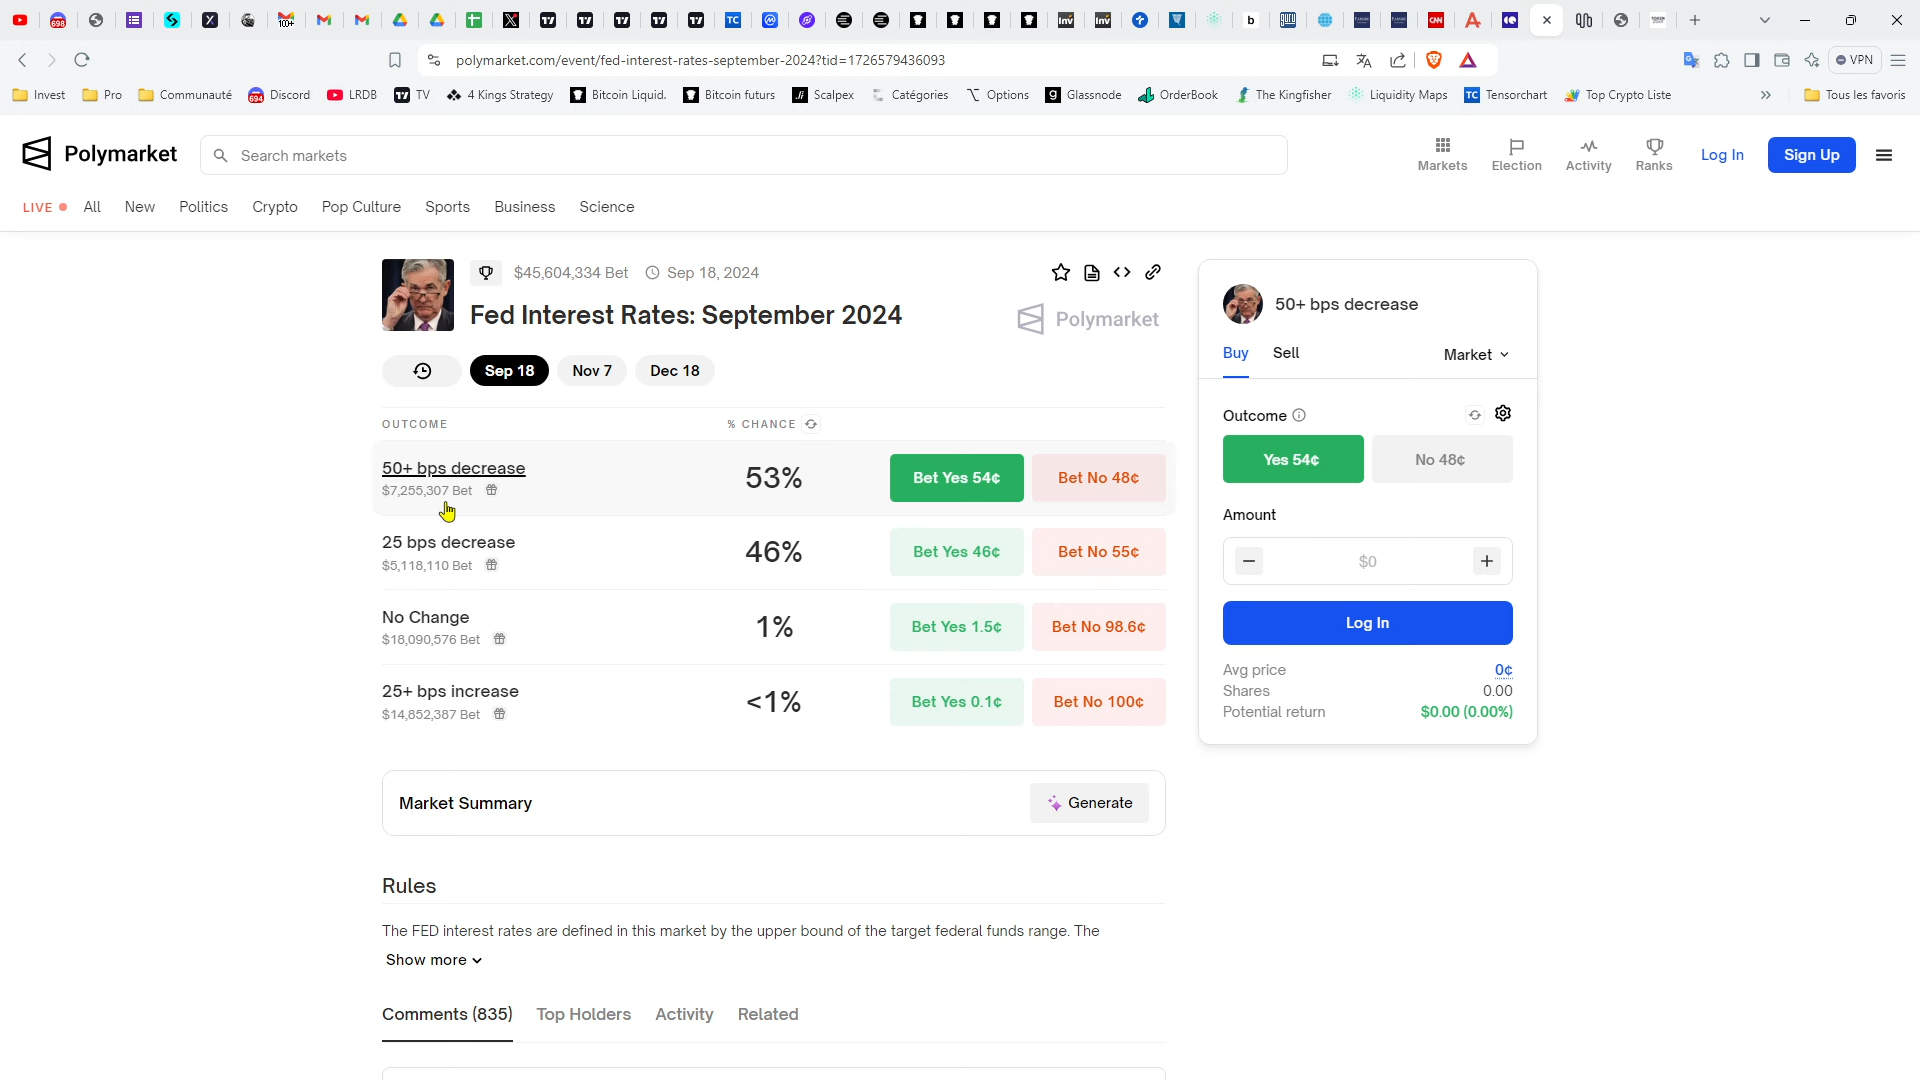 698
10+
polymarket.com/event/fed-interest-rates-september-2024?tid=1726579436093
VPN
Invest
Pro
Communauté
694
Discord
LRDB
TV
4 Kings Strategy
Bitcoin Liquid.
Bitcoin futurs
Scalpex
Catégories
Options
Glassnode
OrderBook
The Kingfisher
Liquidity Maps
Tensorchart
Top Crypto Liste
»
Tous les favoris
Polymarket
Search markets
Markets
Election
Activity
Ranks
Log In
Sign Up
LIVE
All
New
Politics
Crypto
Pop Culture
Sports
Business
Science
$45,604,334 Bet
Sep 18, 2024
Fed Interest Rates: September 2024
Polymarket
Sep 18
Nov 7
Dec 18
OUTCOME
% CHANCE
50+ bps decrease
$7,255,307 Bet
53%
Bet Yes 54¢
Bet No 48¢
25 bps decrease
$5,118,110 Bet
46%
Bet Yes 46¢
Bet No 55¢
No Change
$18,090,576 Bet
1%
Bet Yes 1.5¢
Bet No 98.6¢
25+ bps increase
$14,852,387 Bet
<1%
Bet Yes 0.1¢
Bet No 100¢
Market Summary
Generate
Rules
The FED interest rates are defined in this market by the upper bound of the target federal funds range. The
Show more
Comments (835)
Top Holders
Activity
Related
50+ bps decrease
Buy
Sell
Market
Outcome
Yes 54¢
No 48¢
Amount
$0
Log In
Avg price
0¢
Shares
0.00
Potential return
$0.00 (0.00%)